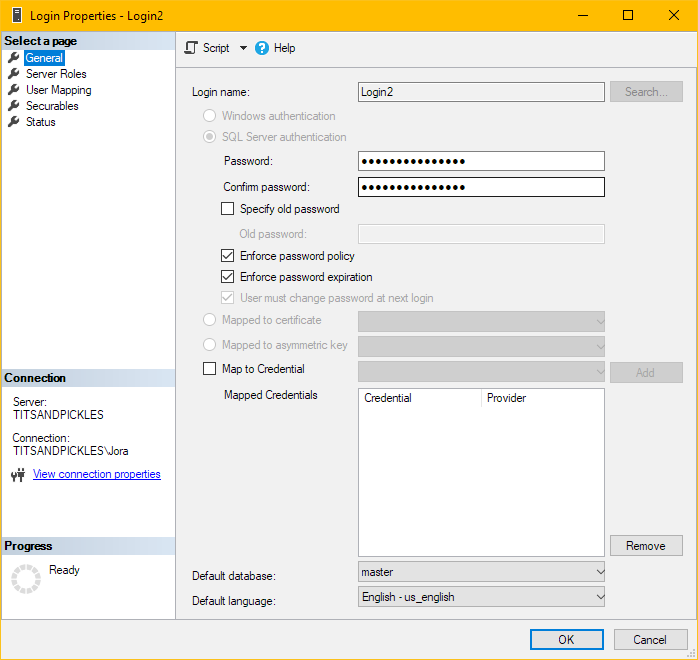 Login Properties - Login2
Select a page
General
Server Roles
User Mapping
Securables
Status
Script
Help
Login name:
Login2
Search...
Windows authentication
SQL Server authentication
Password:
●●●●●●●●●●●●●●●
Confirm password:
●●●●●●●●●●●●●●●
Specify old password
Old password:
Enforce password policy
Enforce password expiration
User must change password at next login
Mapped to certificate
Mapped to asymmetric key
Map to Credential
Add
Mapped Credentials
Credential Provider
Remove
Default database:
master
Default language:
English - us_english
Connection
Server:
TITSANDPICKLES
Connection:
TITSANDPICKLES\Jora
View connection properties
Progress
Ready
OK
Cancel